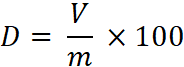 D = V/m × 100